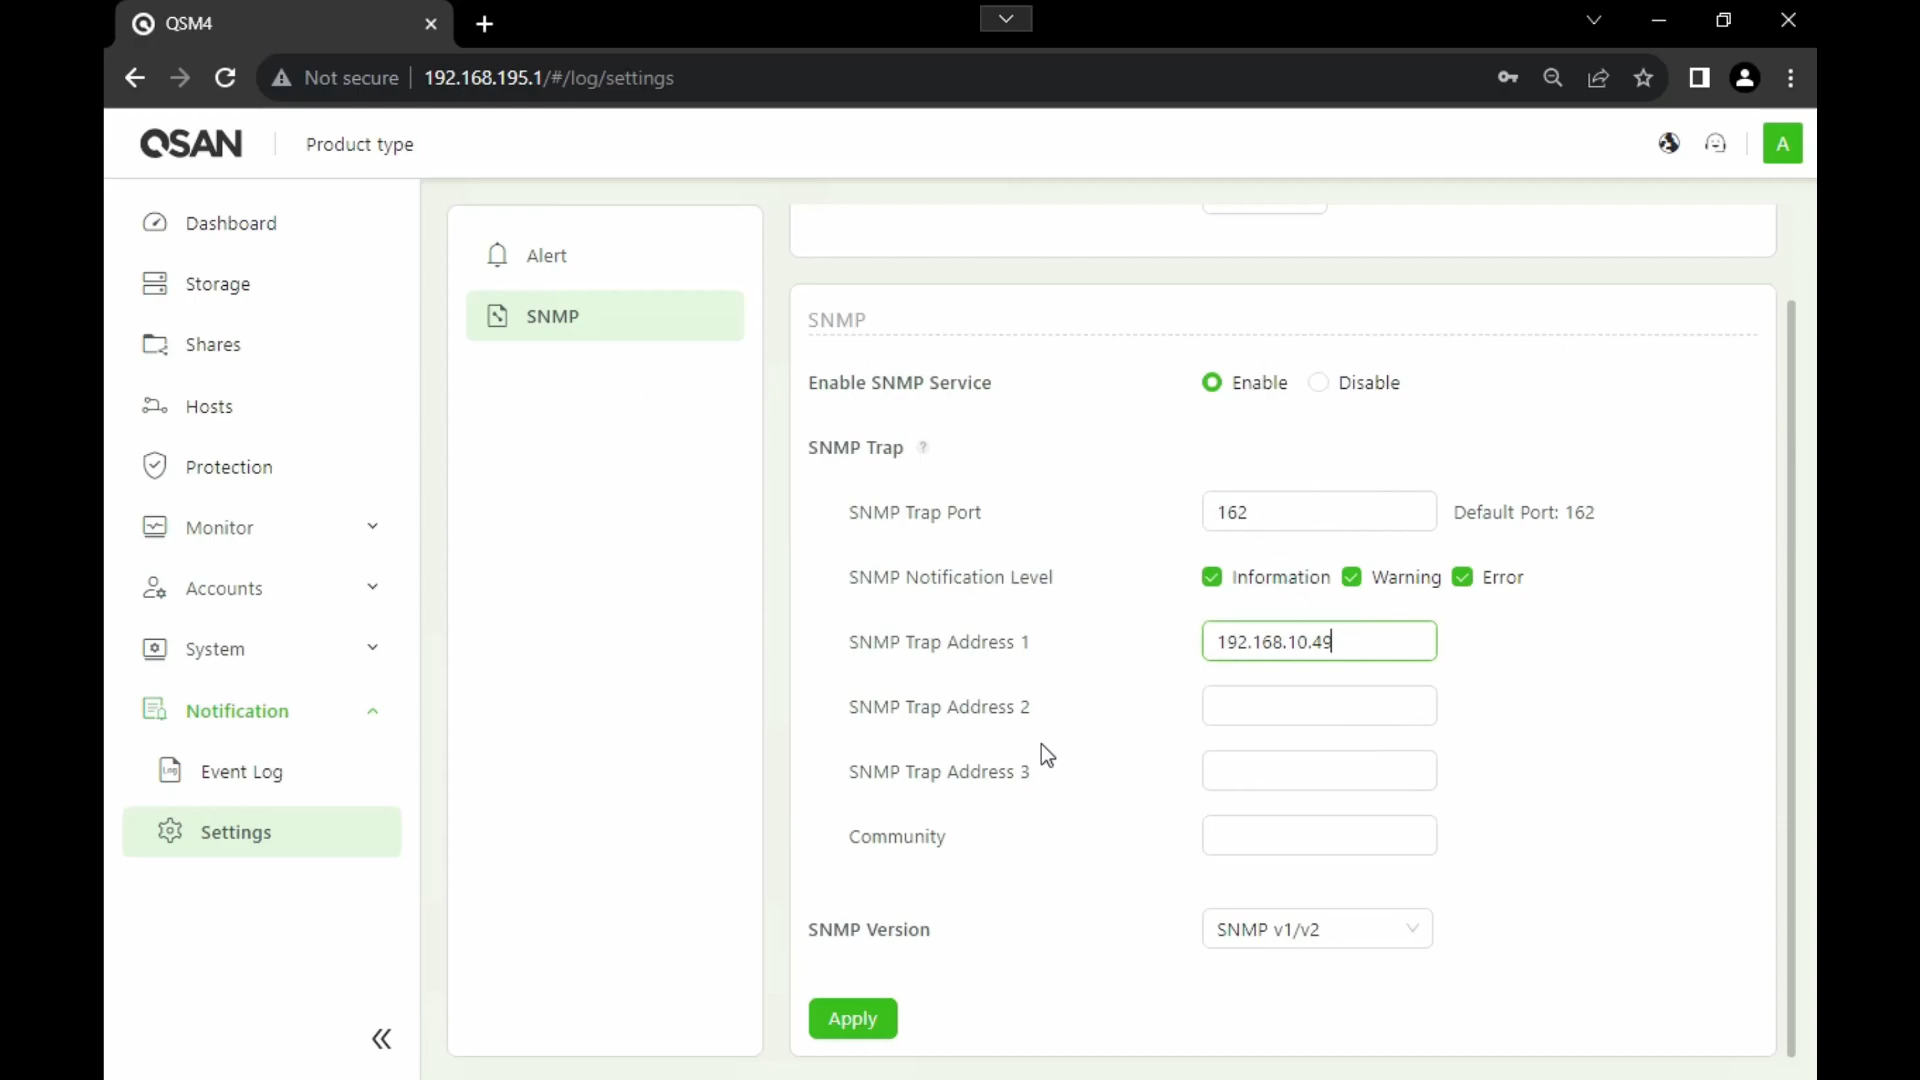 QSM4
Not secure 192.168.195.1/#/log/settings
QSAN Product type A
Dashboard
Storage
Shares
Hosts
Protection
Monitor
Accounts
System
Notification
Log Event Log
Settings
Alert
SNMP
SNMP
Enable SNMP Service Enable Disable
SNMP Trap ?
SNMP Trap Port 162 Default Port: 162
SNMP Notification Level Information Warning Error
SNMP Trap Address 1 192.168.10.49
SNMP Trap Address 2
SNMP Trap Address 3
Community
SNMP Version SNMP v1/v2
Apply